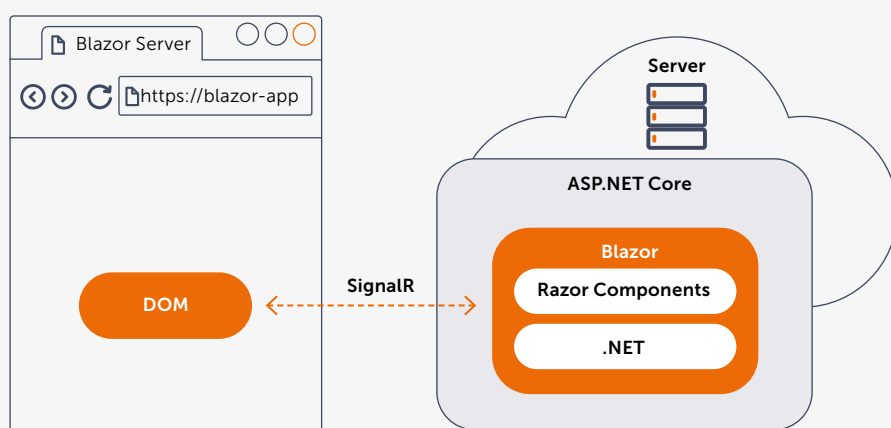 Blazor Server
https://blazor-app
DOM
SignalR
Server
ASP.NET Core
Blazor
Razor Components
.NET